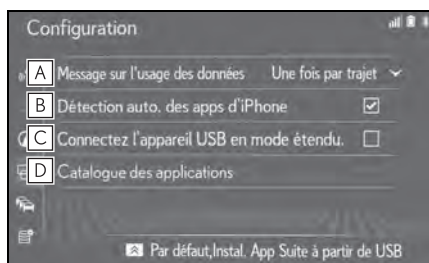 Configuration
A Message sur l'usage des données Une fois par trajet
B Détection auto. des apps d'iPhone
C Connectez l'appareil USB en mode étendu.
D Catalogue des applications
Par défaut,Instal. App Suite à partir de USB